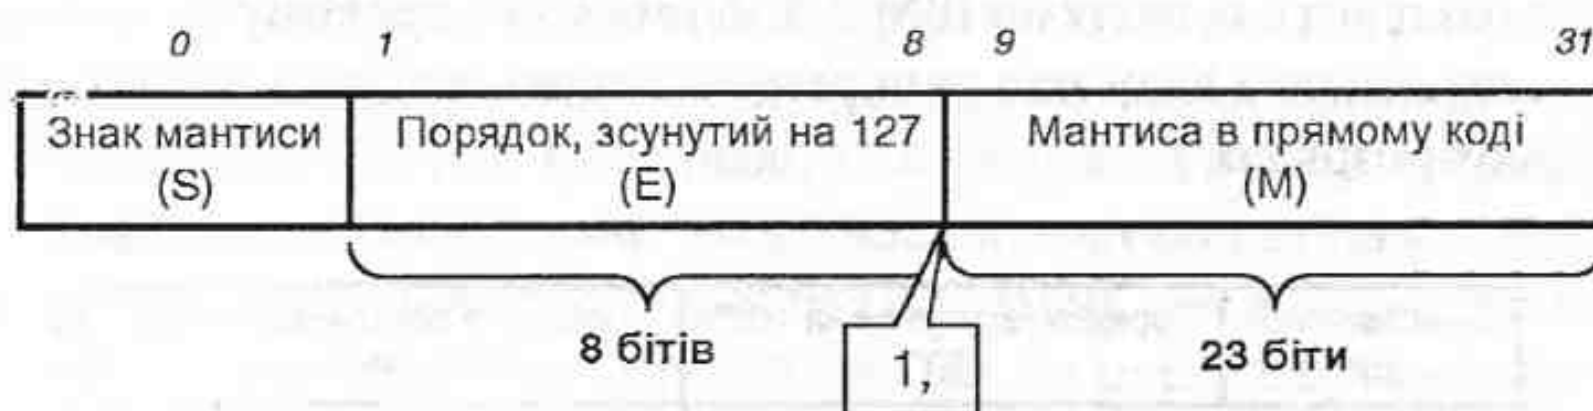 0 1 8 9 31
Знак мантиси Порядок, зсунутий на 127 Мантиса в прямому коді
(S) (E) (M)
8 бітів 1, 23 біти